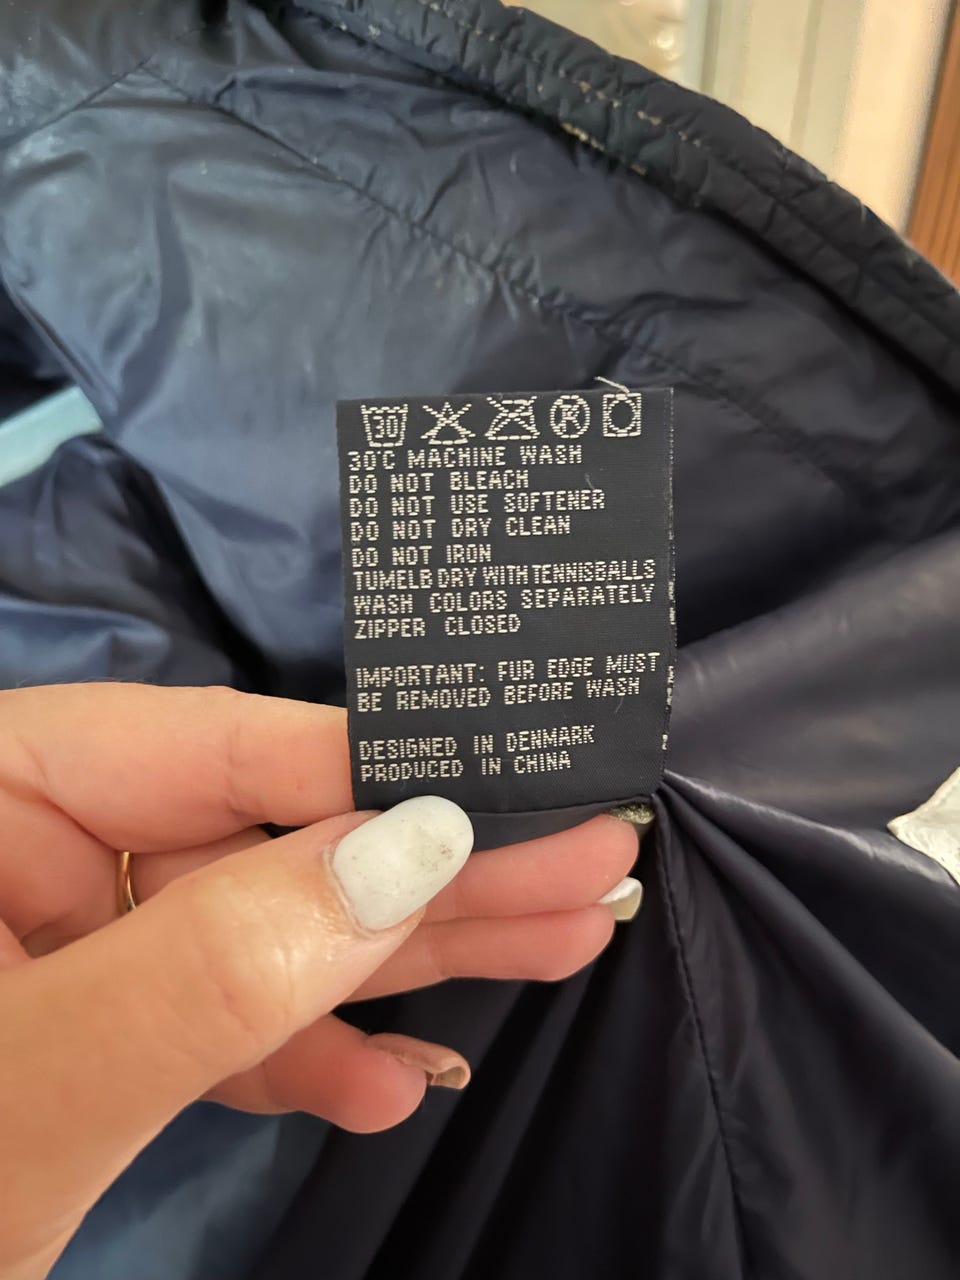 30
30°C MACHINE WASH
DO NOT BLEACH
DO NOT USE SOFTENER
DO NOT DRY CLEAN
DO NOT IRON
TUMELB DRY WITH TENNISBALLS
WASH COLORS SEPARATELY
ZIPPER CLOSED
IMPORTANT: FUR EDGE MUST
BE REMOVED BEFORE WASH
DESIGNED IN DENMARK
PRODUCED IN CHINA